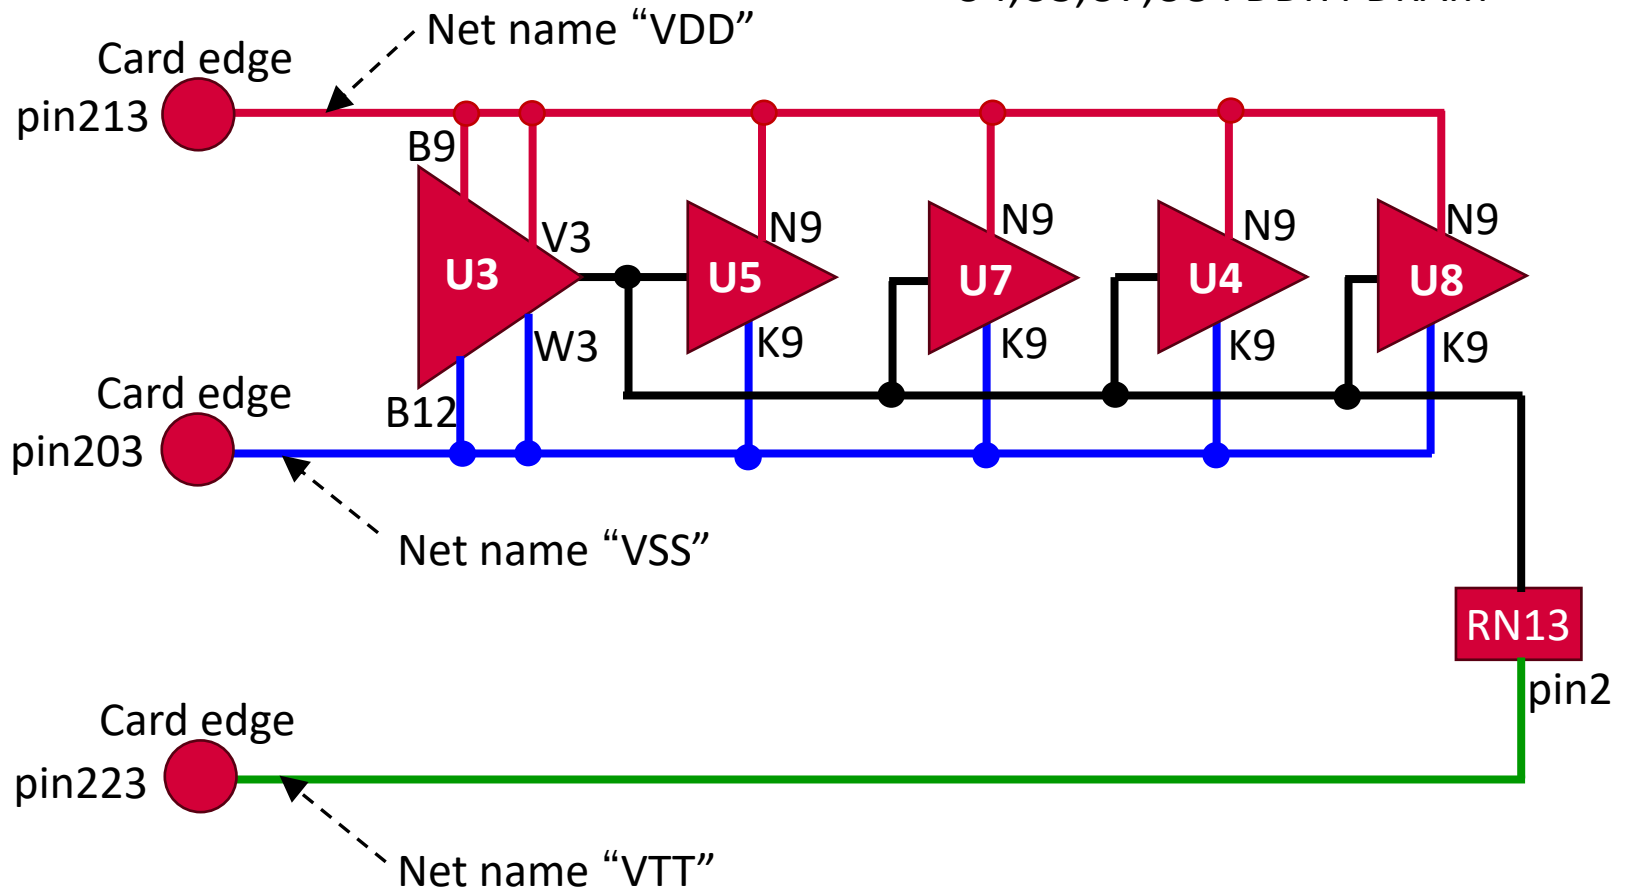 Net name “VDD”
Card edge
pin213
B9
V3
N9
N9
N9
N9
U3
U5
U7
U4
U8
W3
K9
K9
K9
K9
Card edge
B12
pin203
Net name “VSS”
RN13
pin2
Card edge
pin223
Net name “VTT”